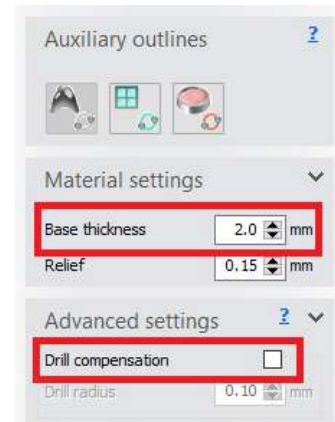 Auxiliary outlines ?
Material settings
Base thickness 2.0 mm
Relief 0.15 mm
Advanced settings ?
Drill compensation
Drill radius 0.10 mm